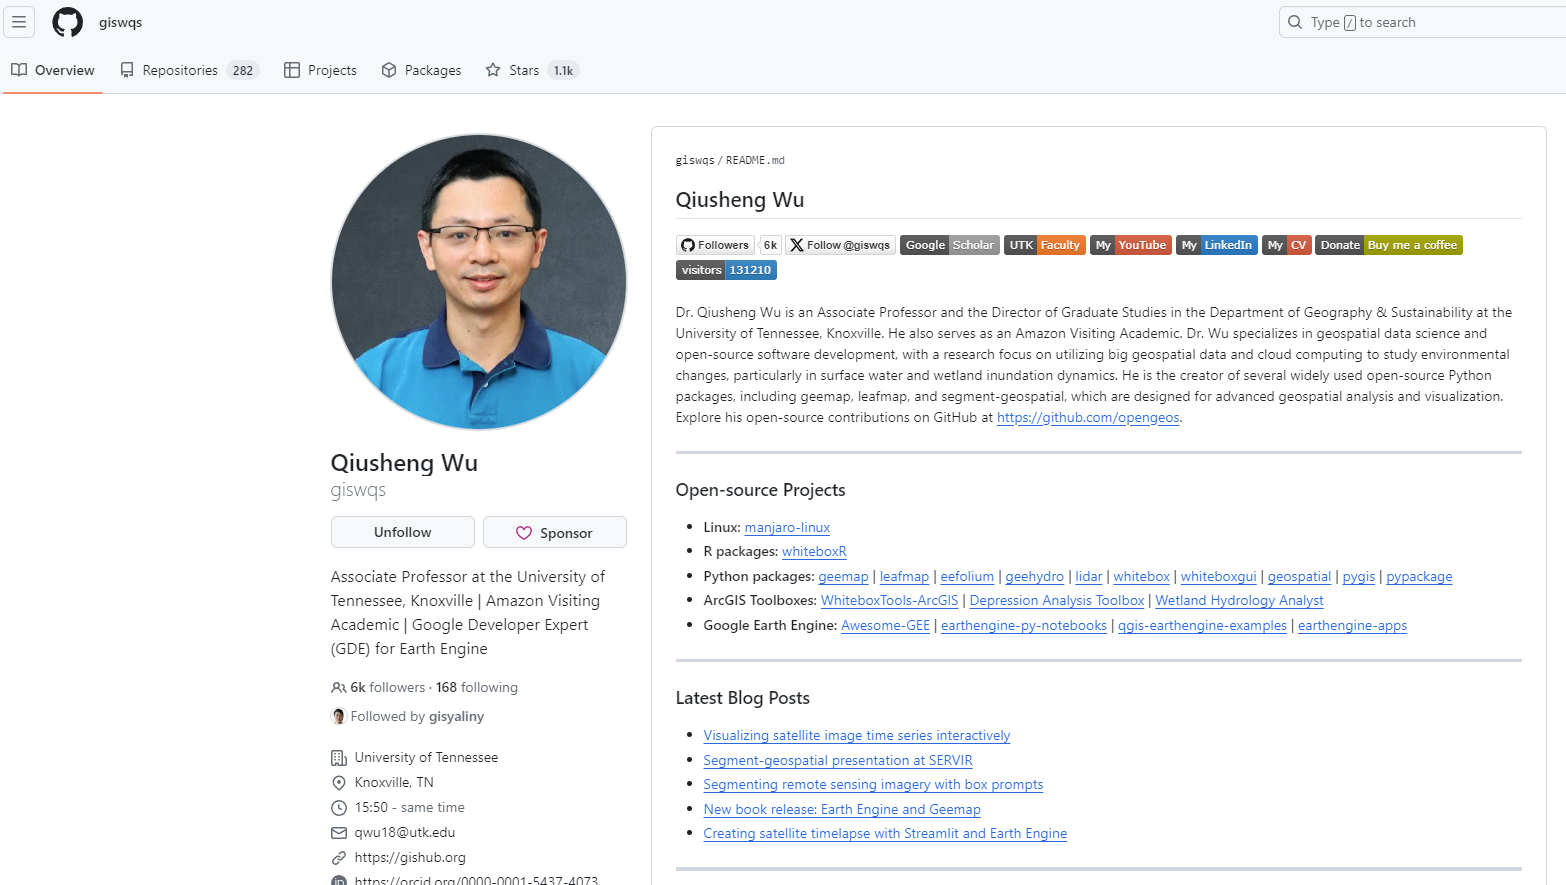 giswqs
Type / to search
Overview
Repositories 282
Projects
Packages
Stars 1.1k
Qiusheng Wu
giswqs
Unfollow
Sponsor
Associate Professor at the University of
Tennessee, Knoxville | Amazon Visiting
Academic | Google Developer Expert
(GDE) for Earth Engine
6k followers · 168 following
Followed by gisyaliny
University of Tennessee
Knoxville, TN
15:50 - same time
qwu18@utk.edu
https://gishub.org
https://orcid.org/0000-0001-5437-4073
giswqs / README.md
Qiusheng Wu
Followers 6k Follow @giswqs Google Scholar UTK Faculty My YouTube My LinkedIn My CV Donate Buy me a coffee
visitors 131210
Dr. Qiusheng Wu is an Associate Professor and the Director of Graduate Studies in the Department of Geography & Sustainability at the
University of Tennessee, Knoxville. He also serves as an Amazon Visiting Academic. Dr. Wu specializes in geospatial data science and
open-source software development, with a research focus on utilizing big geospatial data and cloud computing to study environmental
changes, particularly in surface water and wetland inundation dynamics. He is the creator of several widely used open-source Python
packages, including geemap, leafmap, and segment-geospatial, which are designed for advanced geospatial analysis and visualization.
Explore his open-source contributions on GitHub at https://github.com/opengeos.
Open-source Projects
Linux: manjaro-linux
R packages: whiteboxR
Python packages: geemap | leafmap | eefolium | geehydro | lidar | whitebox | whiteboxgui | geospatial | pygis | pypackage
ArcGIS Toolboxes: WhiteboxTools-ArcGIS | Depression Analysis Toolbox | Wetland Hydrology Analyst
Google Earth Engine: Awesome-GEE | earthengine-py-notebooks | qgis-earthengine-examples | earthengine-apps
Latest Blog Posts
Visualizing satellite image time series interactively
Segment-geospatial presentation at SERVIR
Segmenting remote sensing imagery with box prompts
New book release: Earth Engine and Geemap
Creating satellite timelapse with Streamlit and Earth Engine